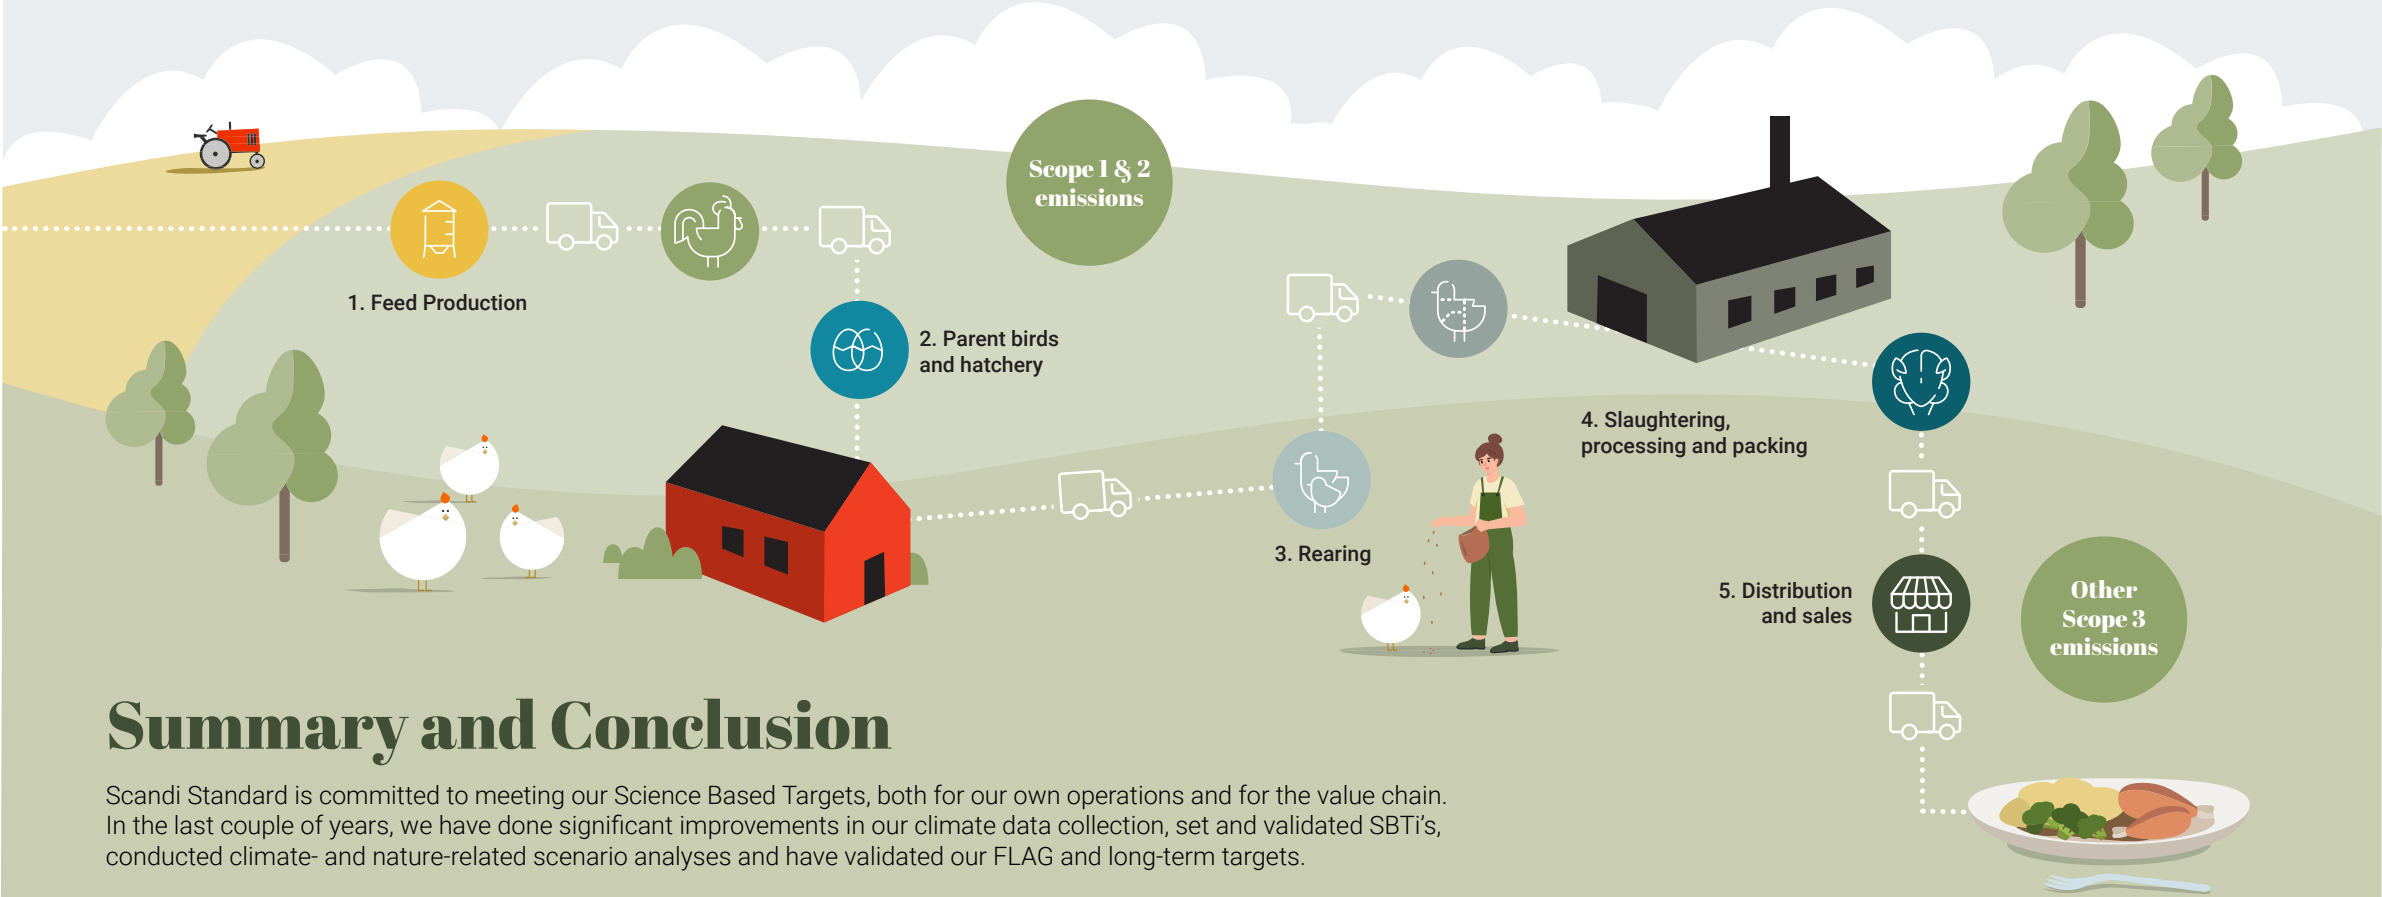 Scope 1 & 2
emissions
1. Feed Production
2. Parent birds
and hatchery
3. Rearing
4. Slaughtering,
processing and packing
5. Distribution
and sales
Other
Scope 3
emissions
Summary and Conclusion
Scandi Standard is committed to meeting our Science Based Targets, both for our own operations and for the value chain.
In the last couple of years, we have done significant improvements in our climate data collection, set and validated SBTi’s,
conducted climate- and nature-related scenario analyses and have validated our FLAG and long-term targets.